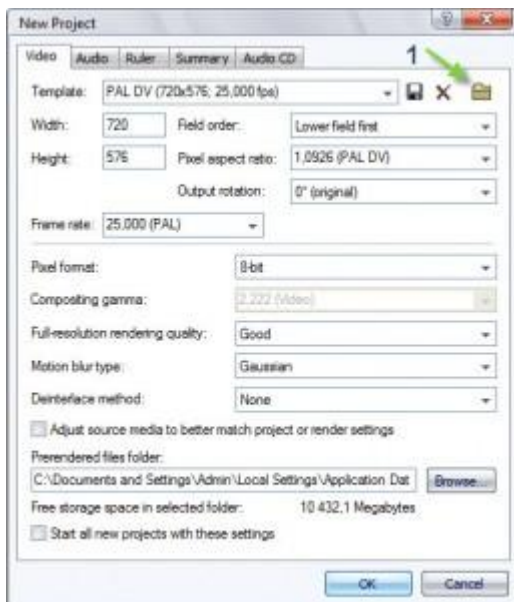 New Project
Video Audio Ruler Summary Audio CD 1
Template: PAL DV (720x576; 25,000 fps)
Width: 720 Field order: Lower field first
Height: 576 Pixel aspect ratio: 1,0926 (PAL DV)
Output rotation: 0° (original)
Frame rate: 25,000 (PAL)
Pixel format: 8-bit
Compositing gamma: 2,222 (Video)
Full-resolution rendering quality: Good
Motion blur type: Gaussian
Deinterlace method: None
Adjust source media to better match project or render settings
Prerendered files folder:
C:\Documents and Settings\Admin\Local Settings\Application Dat Browse...
Free storage space in selected folder: 10 432,1 Megabytes
Start all new projects with these settings
OK Cancel